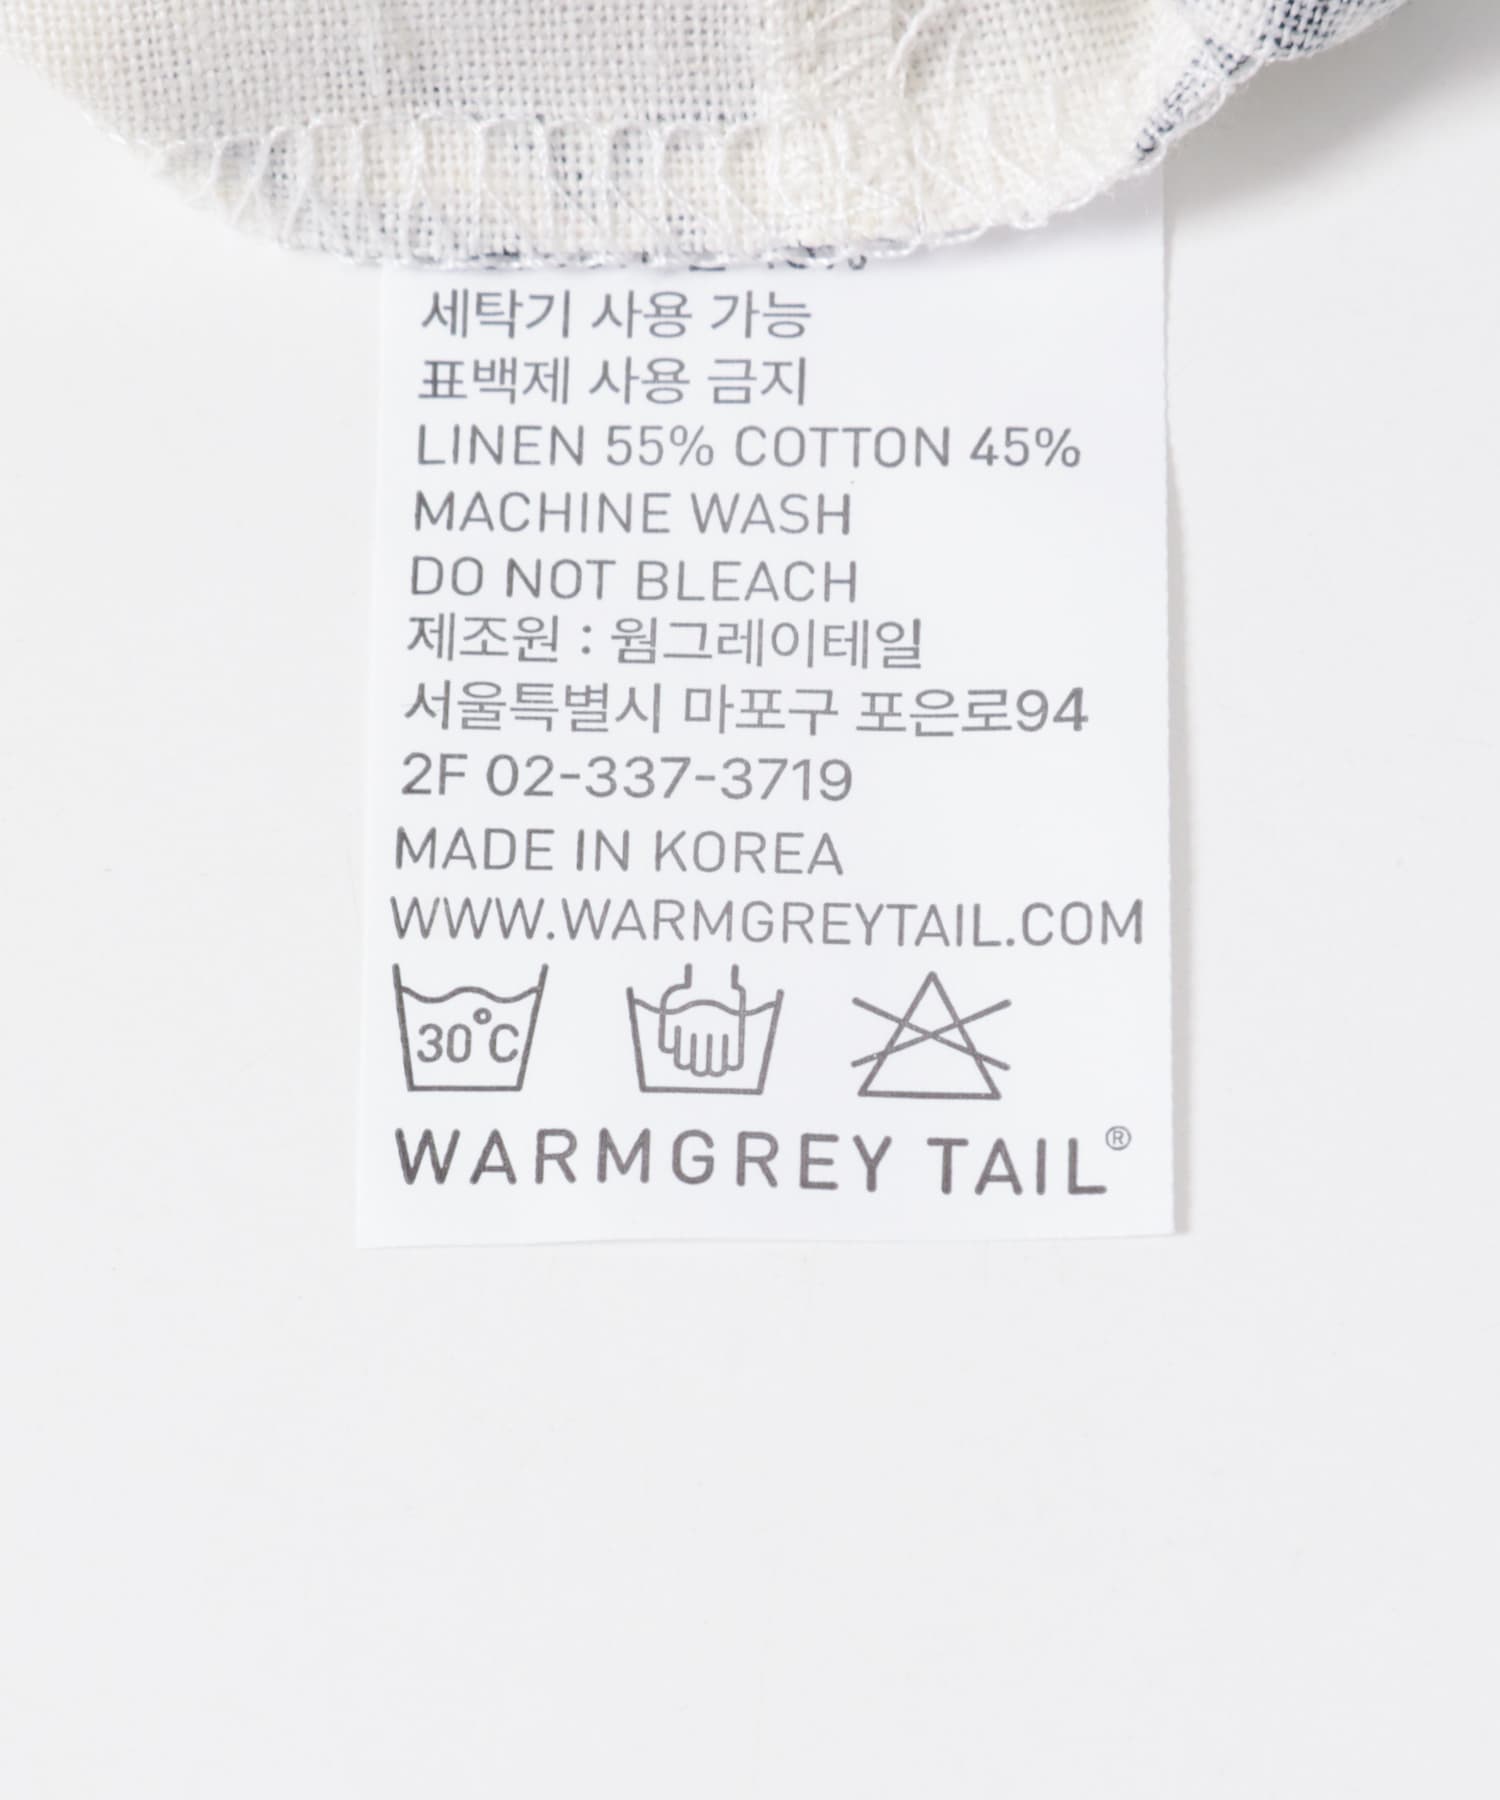 세탁기 사용 가능
표백제 사용 금지
LINEN 55% COTTON 45%
MACHINE WASH
DO NOT BLEACH
제조원 : 웜그레이테일
서울특별시 마포구 포은로94
2F 02-337-3719
MADE IN KOREA
WWW.WARMGREYTAIL.COM
30°C
WARMGREY TAIL®